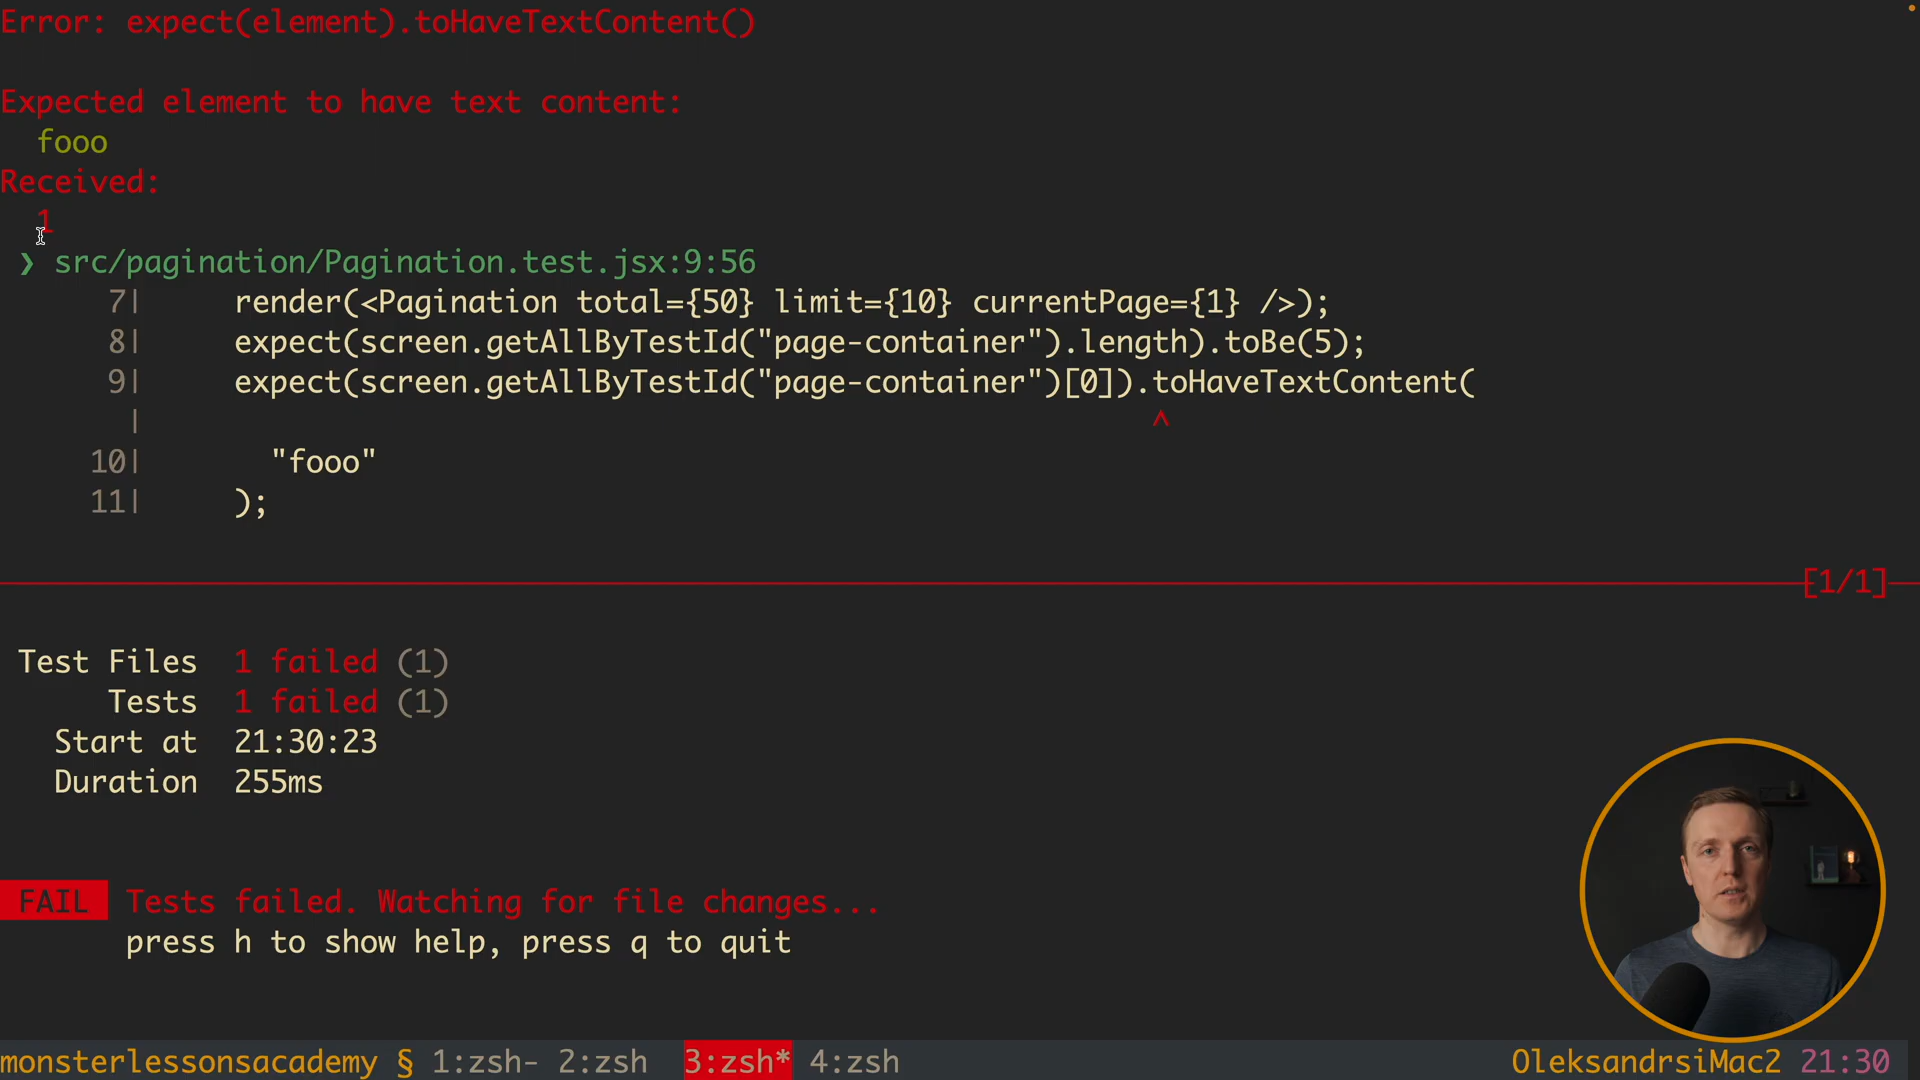 Error: expect(element).toHaveTextContent()
Expected element to have text content:
fooo
Received:
1
❯ src/pagination/Pagination.test.jsx:9:56
7| render(<Pagination total={50} limit={10} currentPage={1} />);
8| expect(screen.getAllByTestId("page-container").length).toBe(5);
9| expect(screen.getAllByTestId("page-container")[0]).toHaveTextContent(
| ^
10| "fooo"
11| );
[1/1]
Test Files 1 failed (1)
Tests 1 failed (1)
Start at 21:30:23
Duration 255ms
FAIL Tests failed. Watching for file changes...
press h to show help, press q to quit
monsterlessonsacademy § 1:zsh- 2:zsh 3:zsh* 4:zsh OleksandrsiMac2 21:30